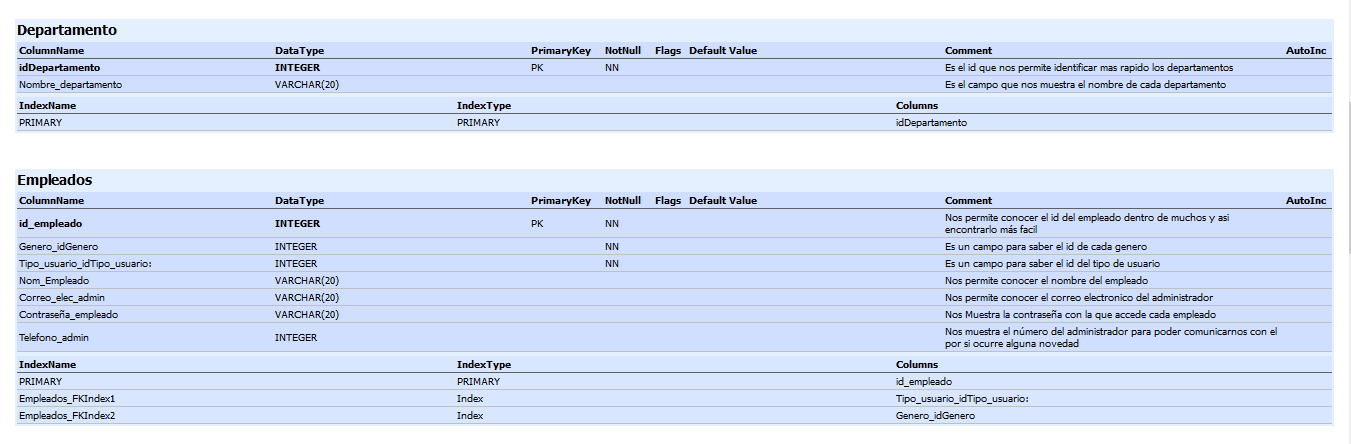 Departamento
ColumnName DataType PrimaryKey NotNull Flags Default Value Comment AutoInc
idDepartamento INTEGER PK NN Es el id que nos permite identificar mas rapido los departamentos
Nombre_departamento VARCHAR(20) Es el campo que nos muestra el nombre de cada departamento
IndexName IndexType Columns
PRIMARY PRIMARY idDepartamento
Empleados
ColumnName DataType PrimaryKey NotNull Flags Default Value Comment AutoInc
id_empleado INTEGER PK NN Nos permite conocer el id del empleado dentro de muchos y asi
encontrarlo más facil
Genero_idGenero INTEGER NN Es un campo para saber el id de cada genero
Tipo_usuario_idTipo_usuario: INTEGER NN Es un campo para saber el id del tipo de usuario
Nom_Empleado VARCHAR(20) Nos permite conocer el nombre del empleado
Correo_elec_admin VARCHAR(20) Nos permite conocer el correo electronico del administrador
Contraseña_empleado VARCHAR(20) Nos Muestra la contraseña con la que accede cada empleado
Telefono_admin INTEGER Nos muestra el número del administrador para poder comunicarnos con el
por si ocurre alguna novedad
IndexName IndexType Columns
PRIMARY PRIMARY id_empleado
Empleados_FKIndex1 Index Tipo_usuario_idTipo_usuario:
Empleados_FKIndex2 Index Genero_idGenero